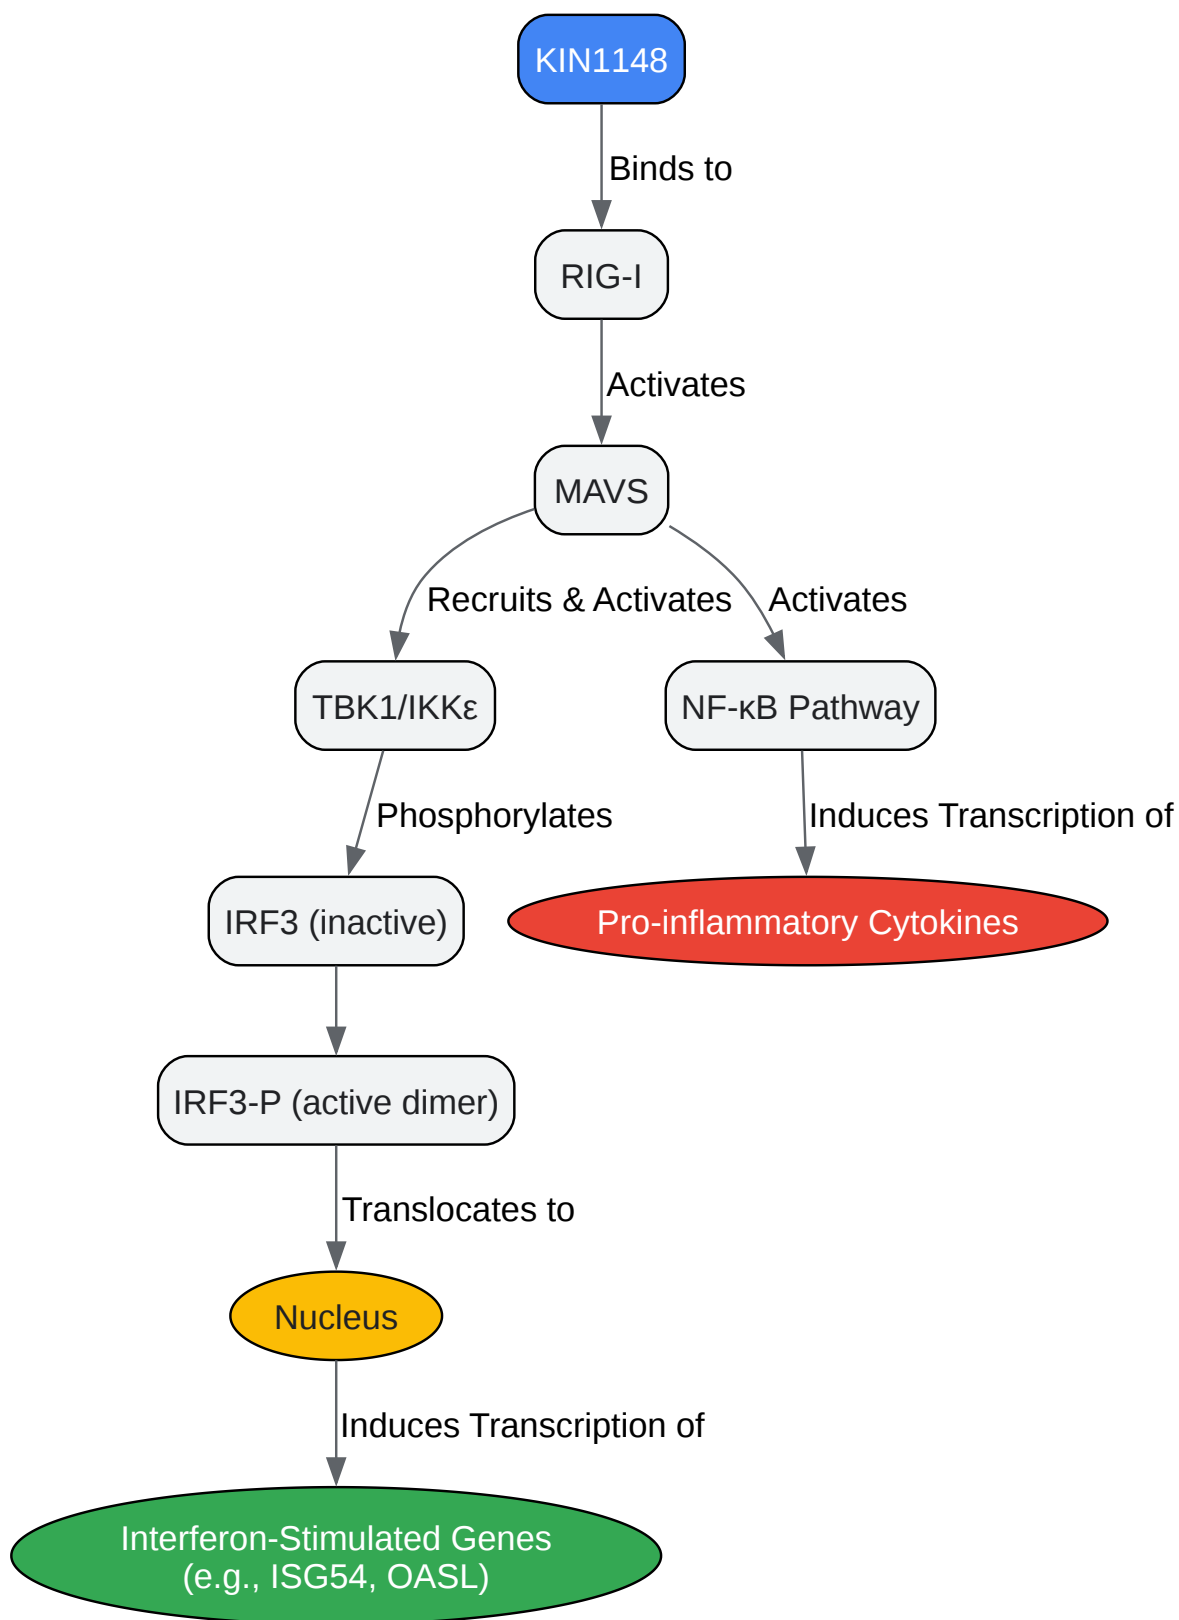 KIN1148
Binds to
RIG-I
Activates
MAVS
Recruits & Activates
Activates
TBK1/IKKε
NF-κB Pathway
Phosphorylates
Induces Transcription of
IRF3 (inactive)
Pro-inflammatory Cytokines
IRF3-P (active dimer)
Translocates to
Nucleus
Induces Transcription of
Interferon-Stimulated Genes
(e.g., ISG54, OASL)